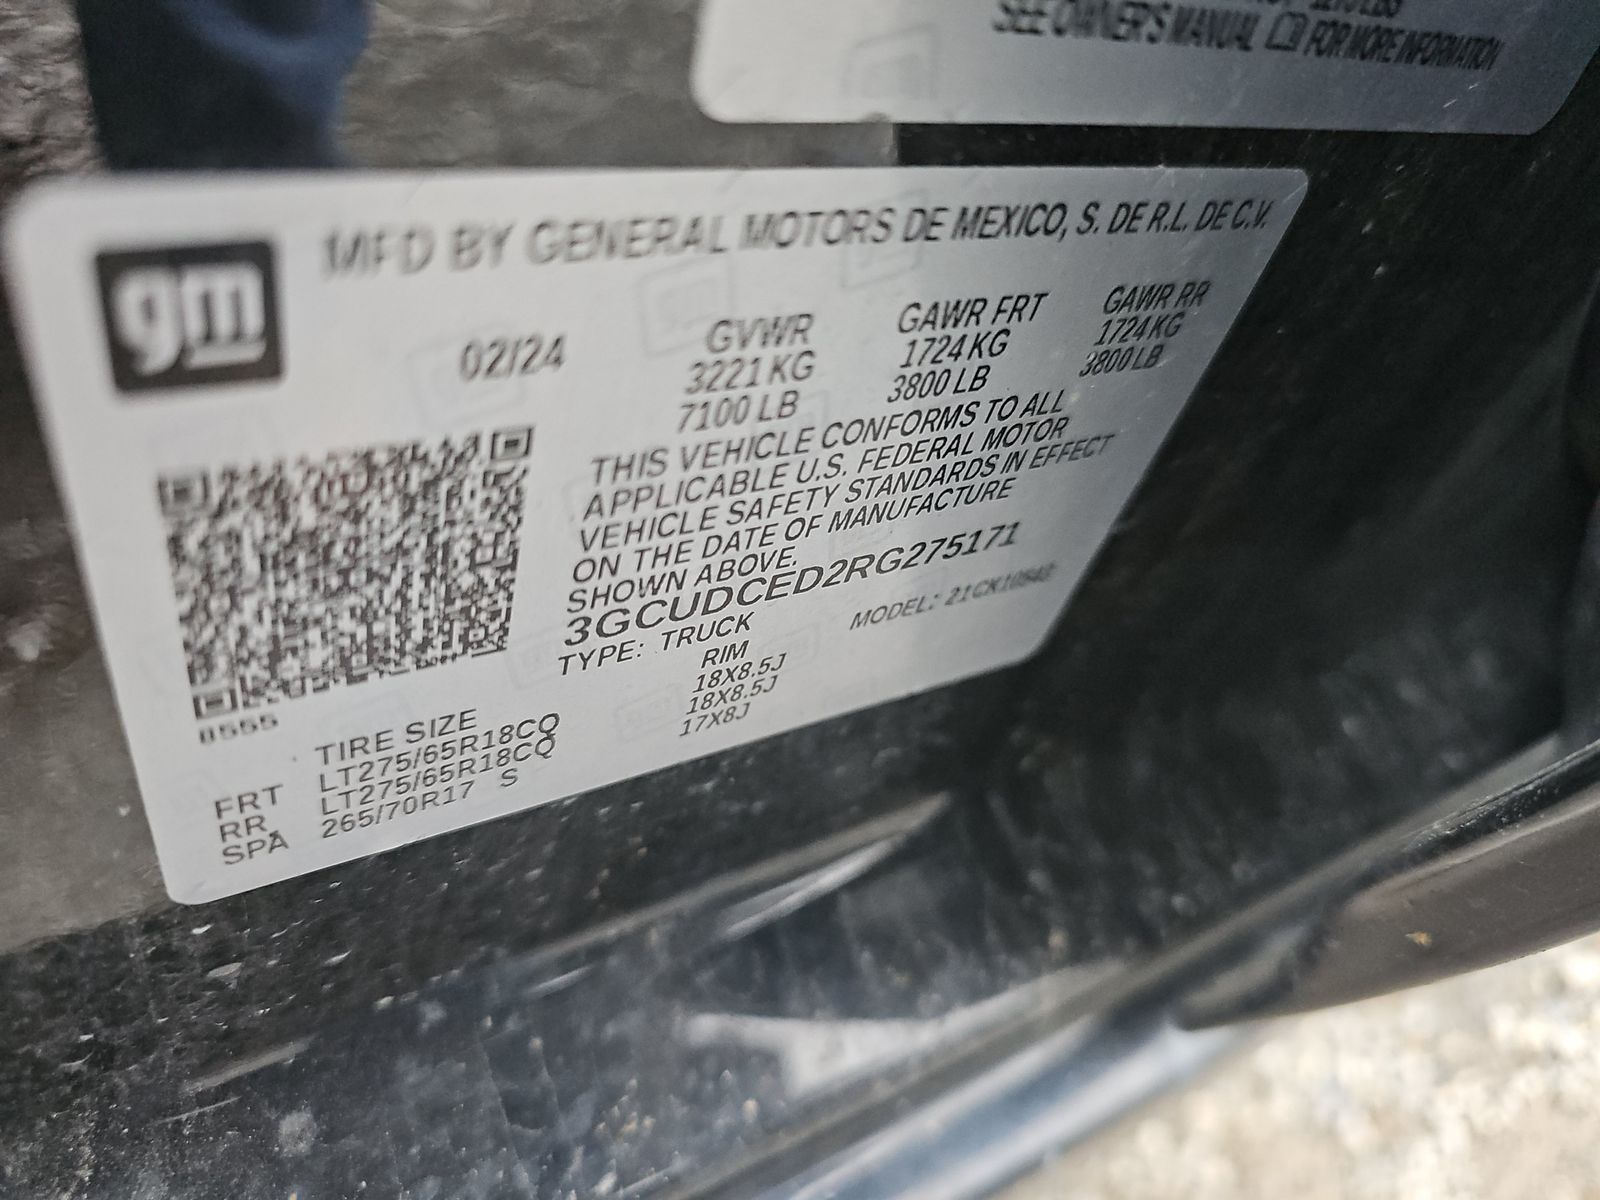 SEE OWNER'S MANUAL FOR MORE INFORMATION
gm
MFD BY GENERAL MOTORS DE MEXICO, S. DE R.L. DE C.V.
02/24
GVWR GAWR FRT GAWR RR
3221 KG 1724 KG 1724 KG
7100 LB 3800 LB 3800 LB
THIS VEHICLE CONFORMS TO ALL
APPLICABLE U.S. FEDERAL MOTOR
VEHICLE SAFETY STANDARDS IN EFFECT
ON THE DATE OF MANUFACTURE
SHOWN ABOVE.
3GCUDCED2RG275171
TYPE: TRUCK MODEL:
8555
TIRE SIZE RIM
FRT LT275/65R18CQ 18X8.5J
RR LT275/65R18CQ 18X8.5J
SPA 265/70R17 S 17X8J